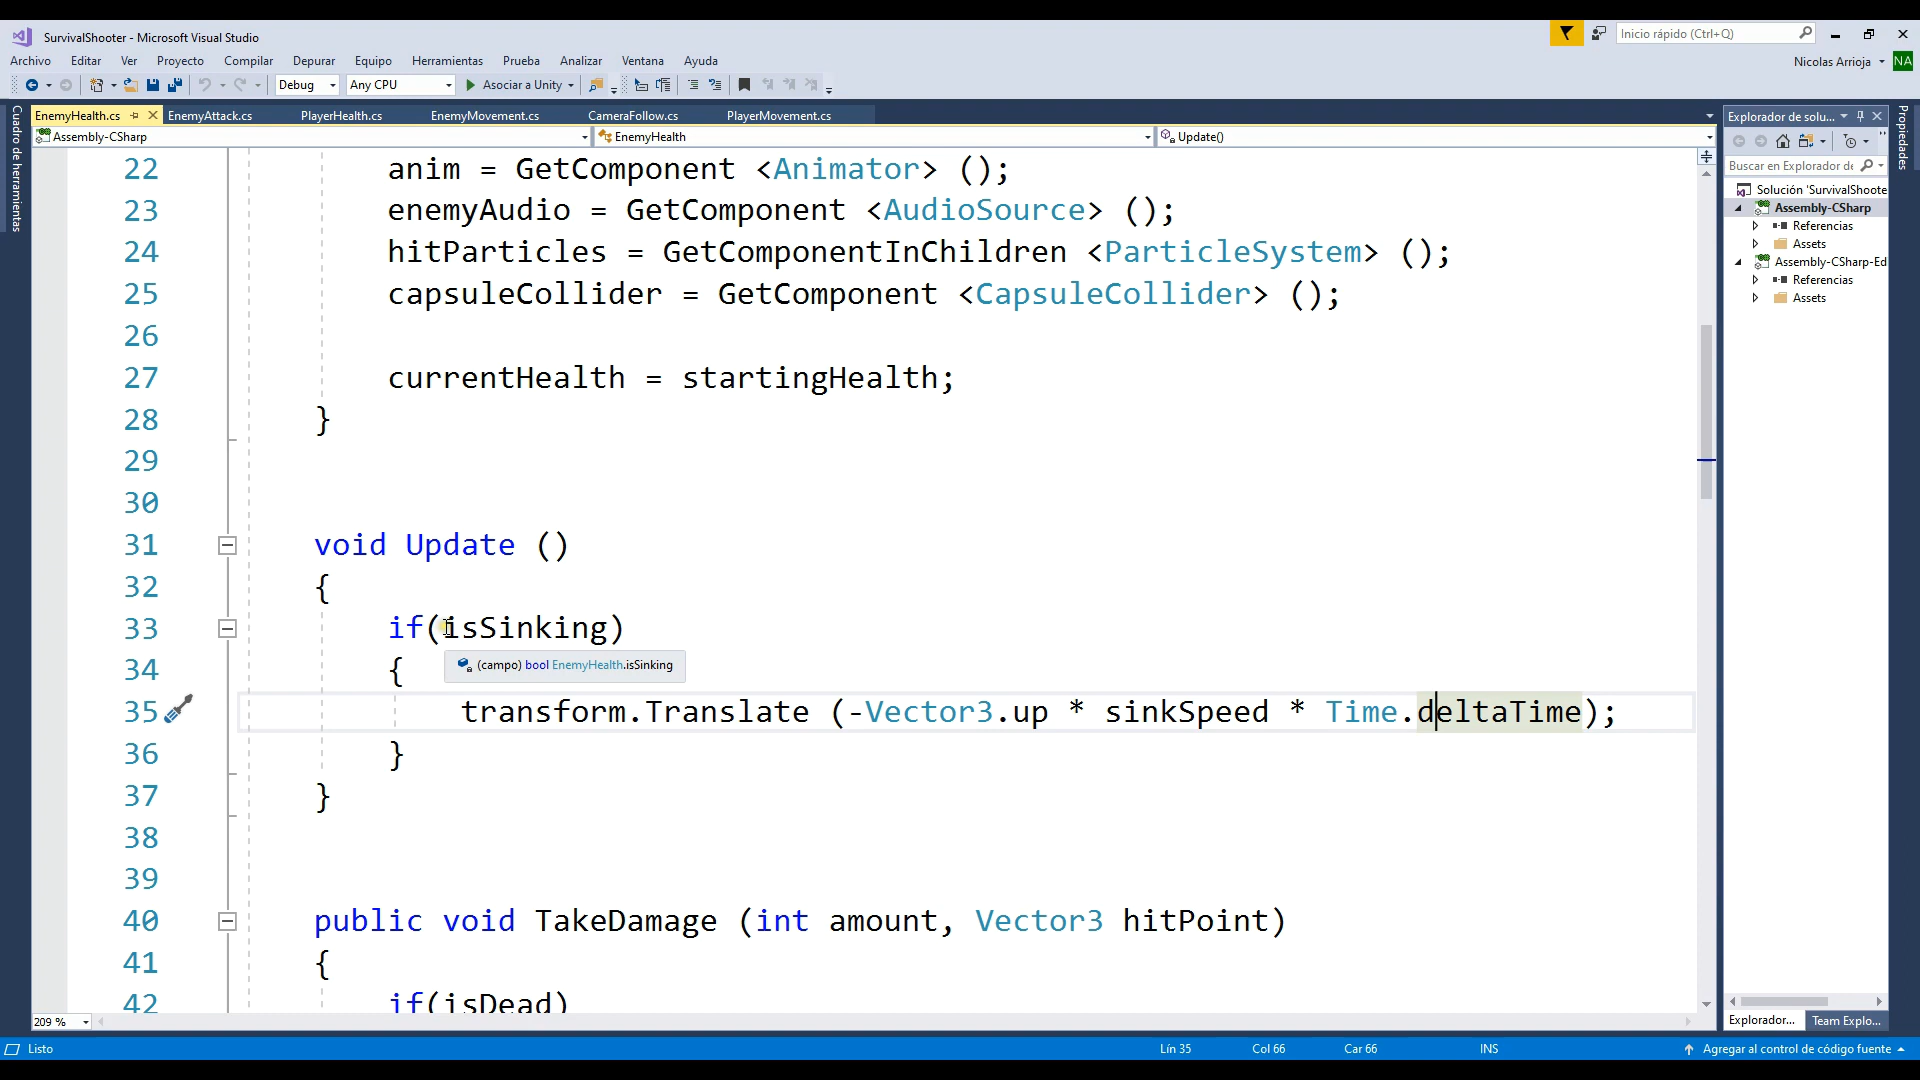 SurvivalShooter - Microsoft Visual Studio
Inicio rápido (Ctrl+Q)
Archivo Editar Ver Proyecto Compilar Depurar Equipo Herramientas Prueba Analizar Ventana Ayuda
Nicolas Arrioja NA
Debug Any CPU Asociar a Unity
EnemyHealth.cs EnemyAttack.cs PlayerHealth.cs EnemyMovement.cs CameraFollow.cs PlayerMovement.cs
Assembly-CSharp EnemyHealth Update()
Cuadro de herramientas
22 anim = GetComponent <Animator> ();
23 enemyAudio = GetComponent <AudioSource> ();
24 hitParticles = GetComponentInChildren <ParticleSystem> ();
25 capsuleCollider = GetComponent <CapsuleCollider> ();
26
27 currentHealth = startingHealth;
28 }
29
30
31 void Update ()
32 {
33 if(isSinking)
34 {
(campo) bool EnemyHealth.isSinking
35 transform.Translate (-Vector3.up * sinkSpeed * Time.deltaTime);
36 }
37 }
38
39
40 public void TakeDamage (int amount, Vector3 hitPoint)
41 {
42 if(isDead)
209 %
Explorador de solu...
Buscar en Explorador de
Solución 'SurvivalShoote
Assembly-CSharp
Referencias
Assets
Assembly-CSharp-Ed
Referencias
Assets
Explorador... Team Explo...
Propiedades
Listo Lín 35 Col 66 Car 66 INS Agregar al control de código fuente